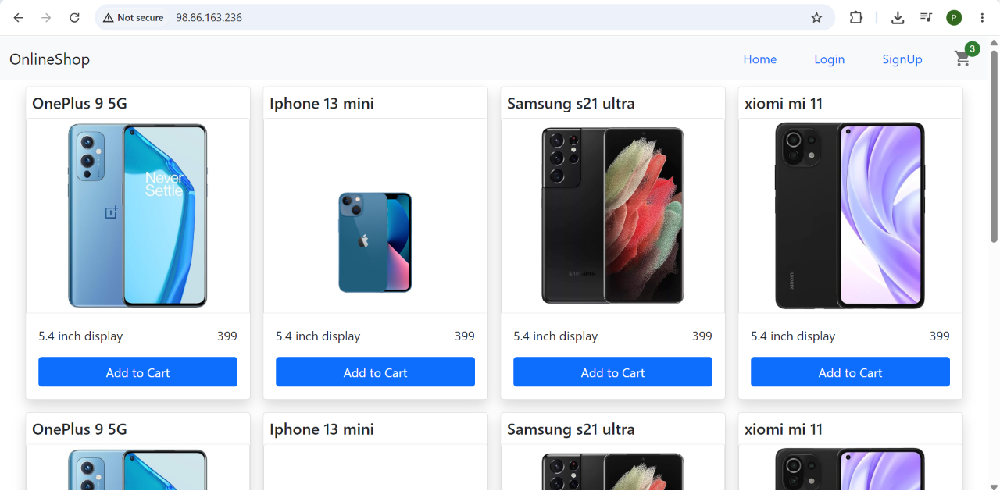 Not secure 98.86.163.236 P
OnlineShop Home Login SignUp 3
OnePlus 9 5G Iphone 13 mini Samsung s21 ultra xiomi mi 11
Never
Settle
SAMSUNG
xiaomi
5.4 inch display 399 5.4 inch display 399 5.4 inch display 399 5.4 inch display 399
Add to Cart Add to Cart Add to Cart Add to Cart
OnePlus 9 5G Iphone 13 mini Samsung s21 ultra xiomi mi 11